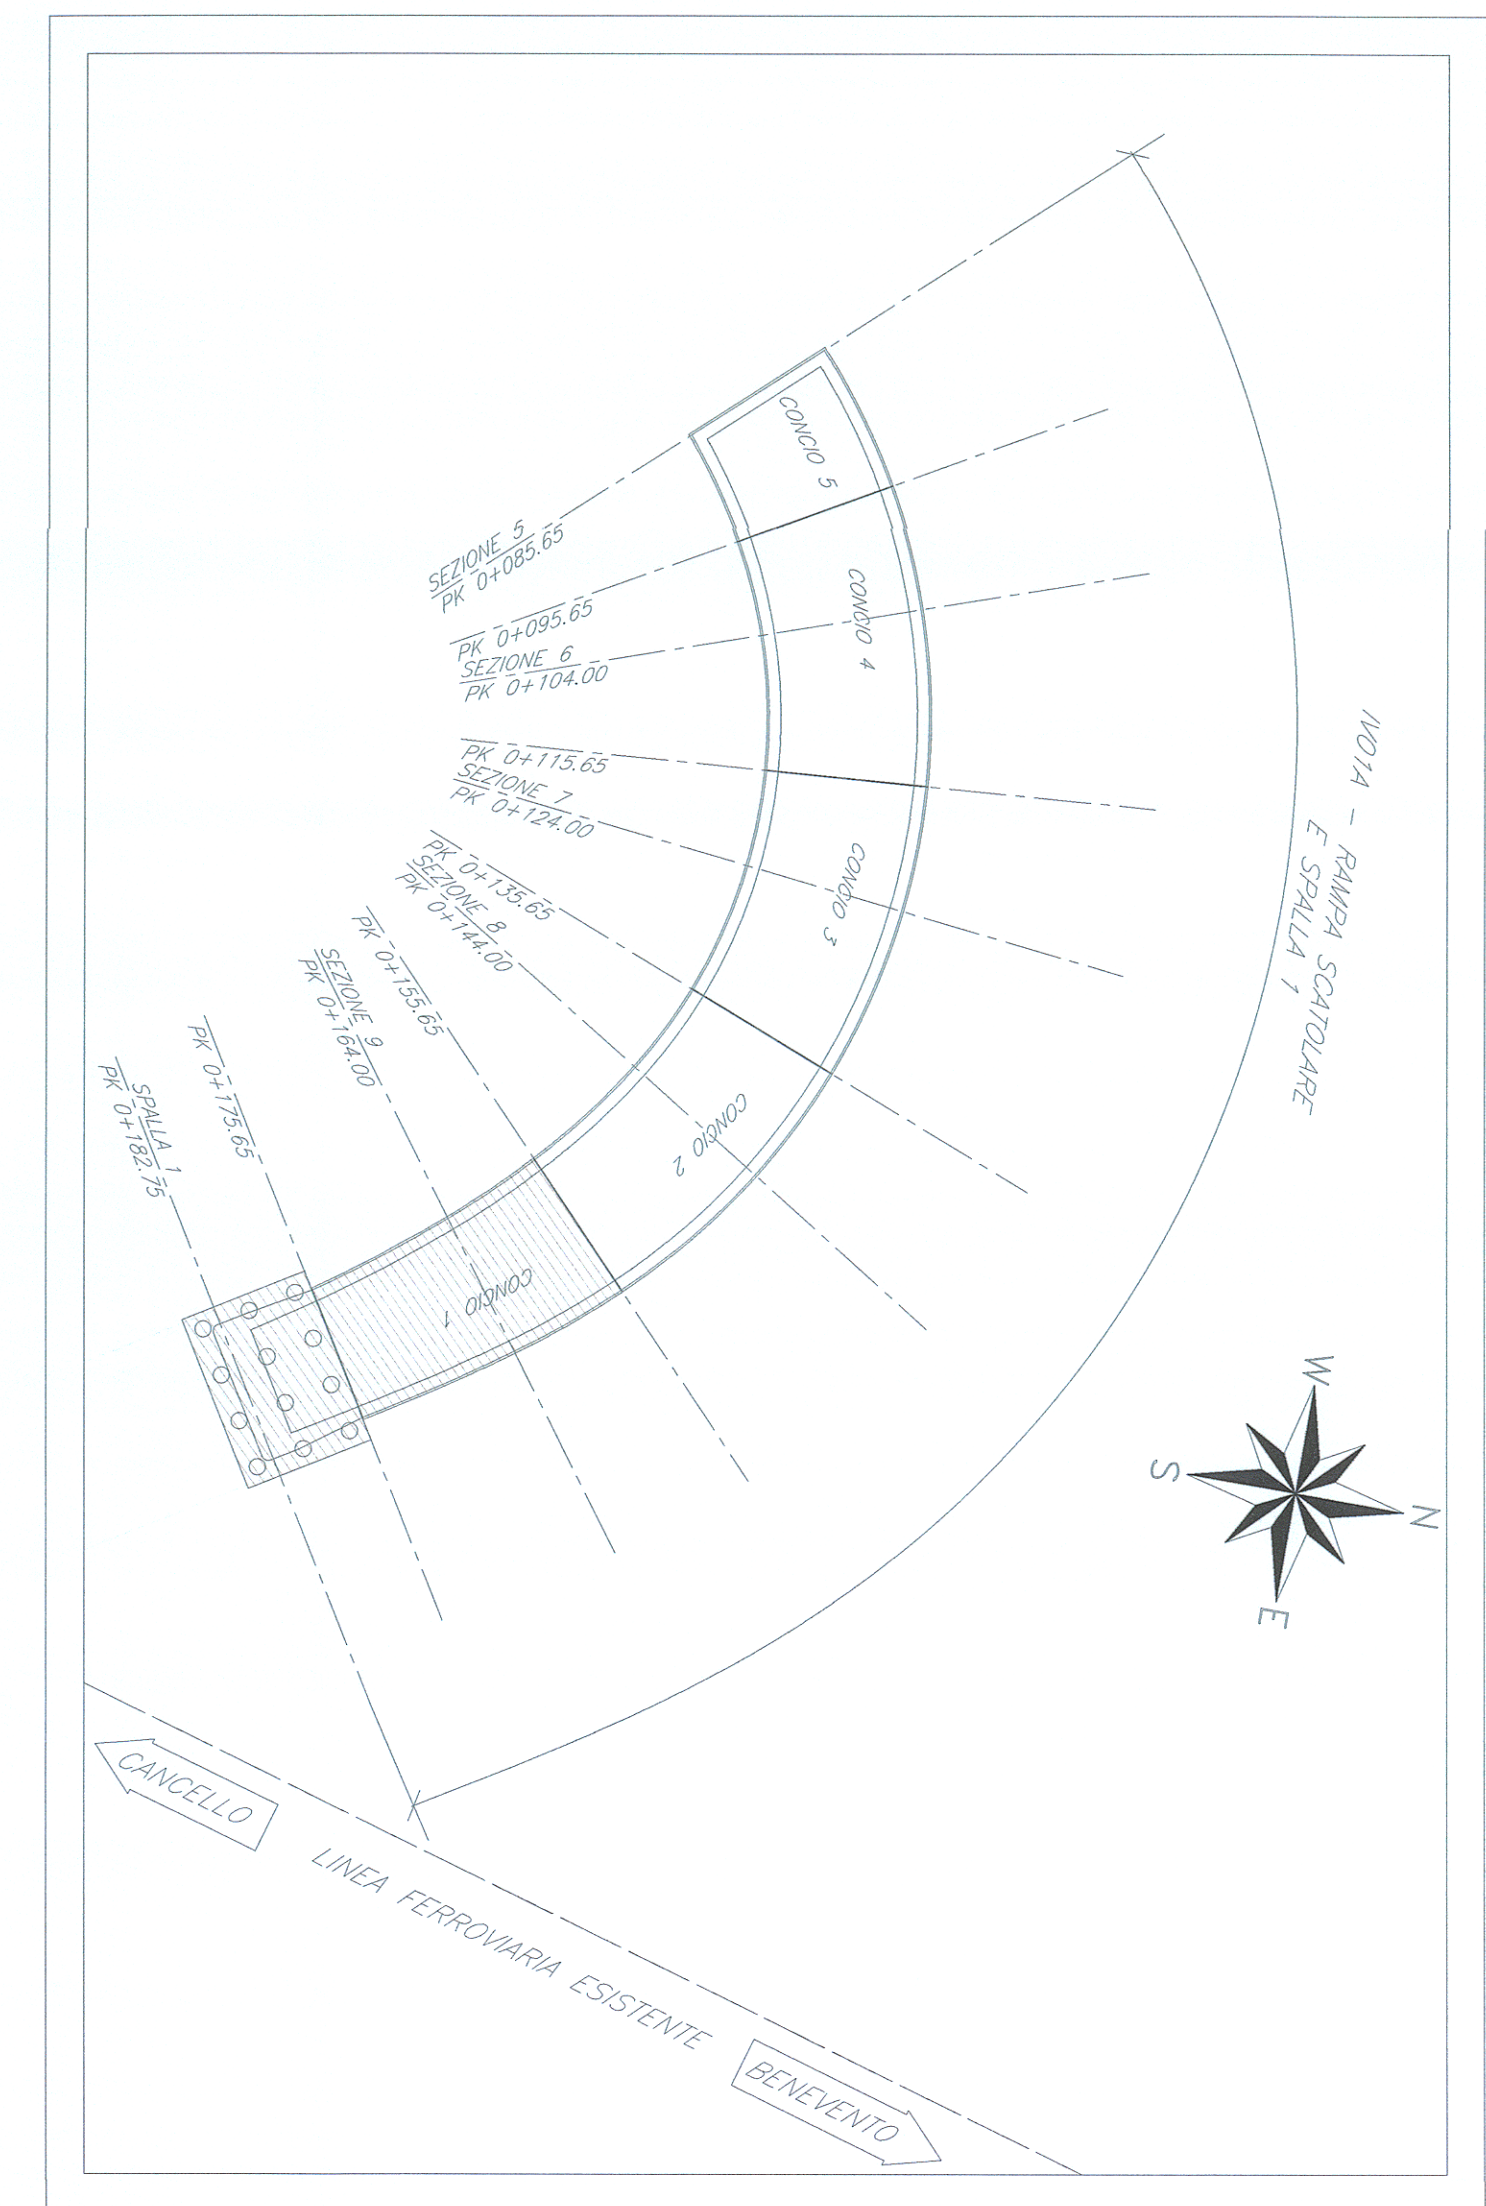 SEZIONE 5
PK 0+085.65
PK 0+095.65
SEZIONE 6
PK 0+104.00
PK 0+115.65
SEZIONE 7
PK 0+124.00
PK 0+135.65
SEZIONE 8
PK 0+144.00
PK 0+155.65
SEZIONE 9
PK 0+164.00
PK 0+175.65
SPALLA 1
PK 0+182.75
CONCIO 5
CONCIO 4
CONCIO 3
CONCIO 2
CONCIO 1
IV01A - RAMPA SCATOLARE
E SPALLA 1
W
N
S
E
CANCELLO
LINEA FERROVIARIA ESISTENTE
BENEVENTO